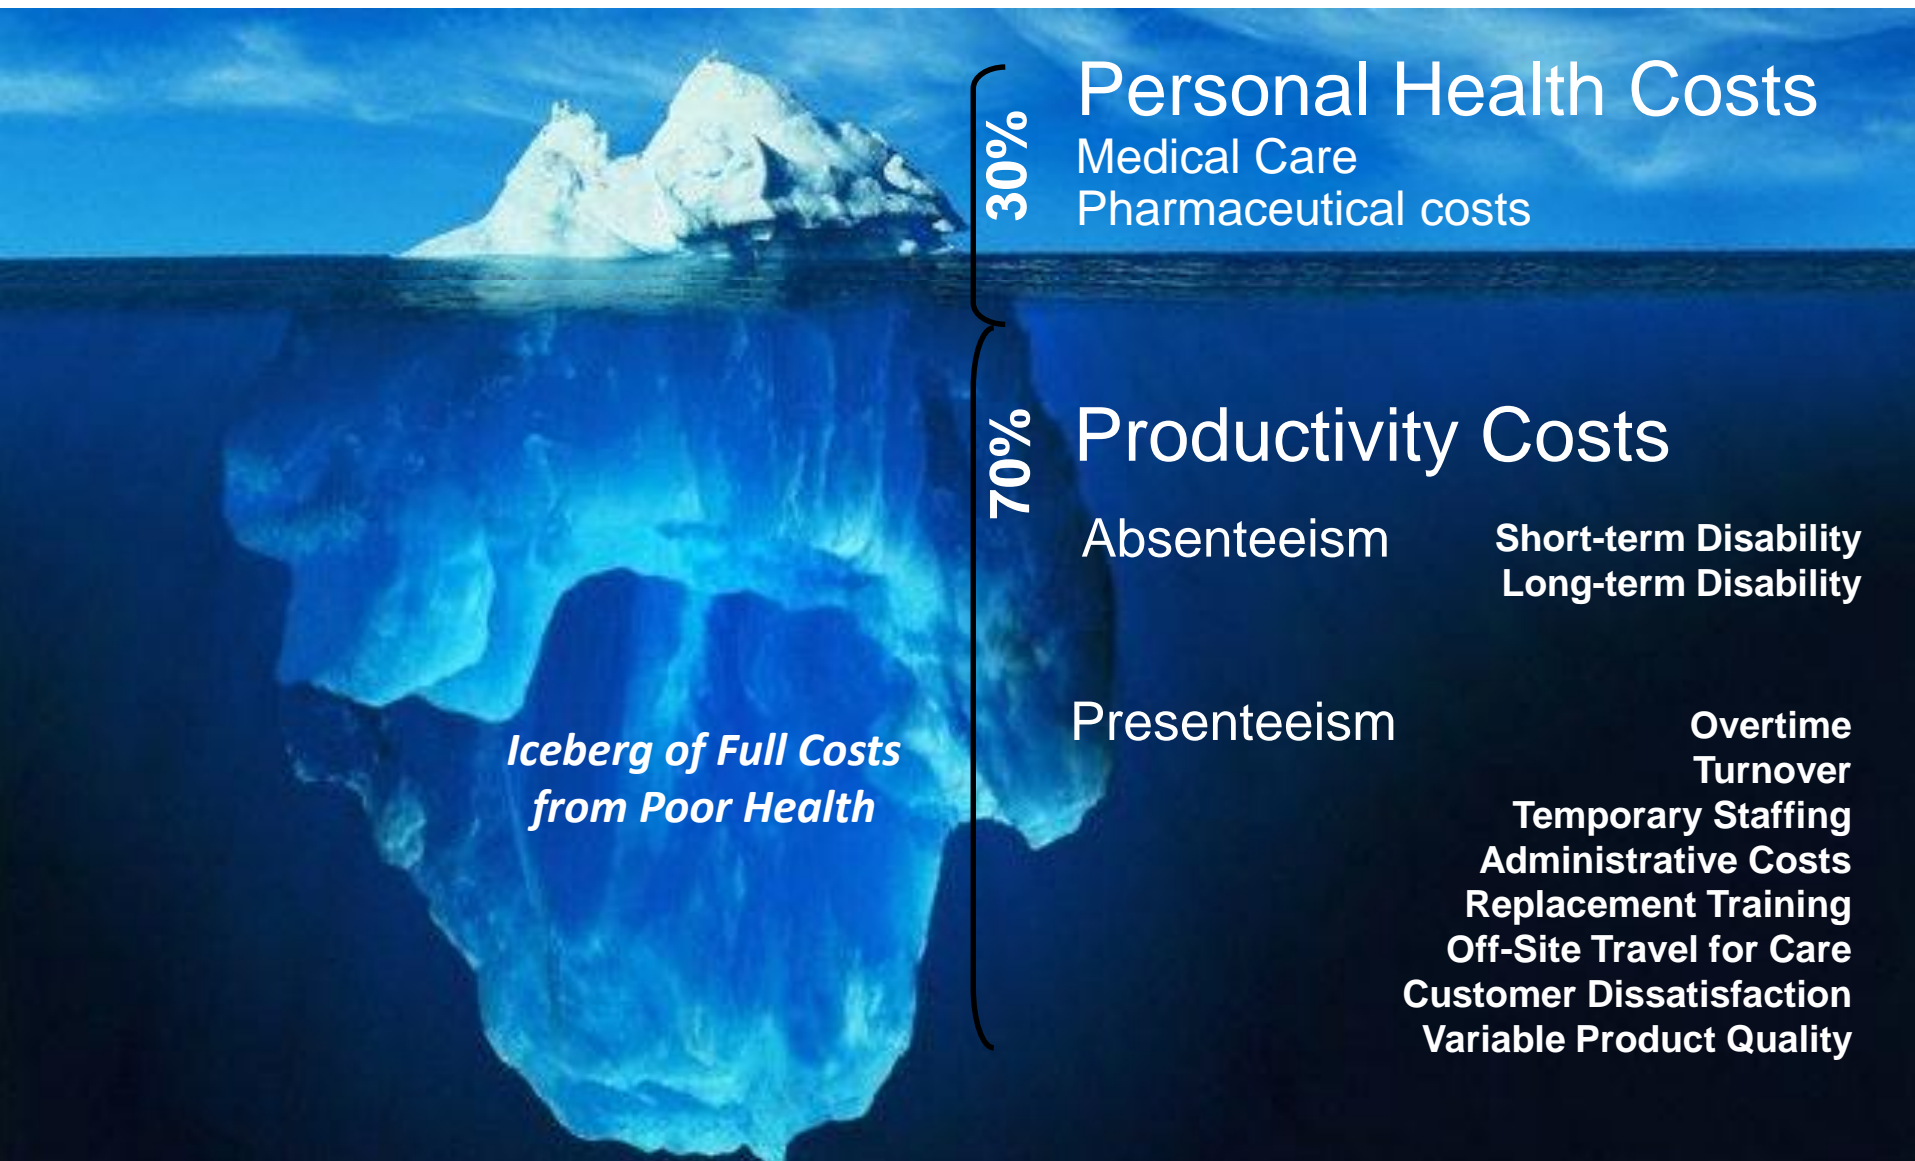 30%
Personal Health Costs
Medical Care
Pharmaceutical costs
70%
Productivity Costs
Absenteeism
Short-term Disability
Long-term Disability
Presenteeism
Overtime
Turnover
Temporary Staffing
Administrative Costs
Replacement Training
Off-Site Travel for Care
Customer Dissatisfaction
Variable Product Quality
Iceberg of Full Costs
from Poor Health